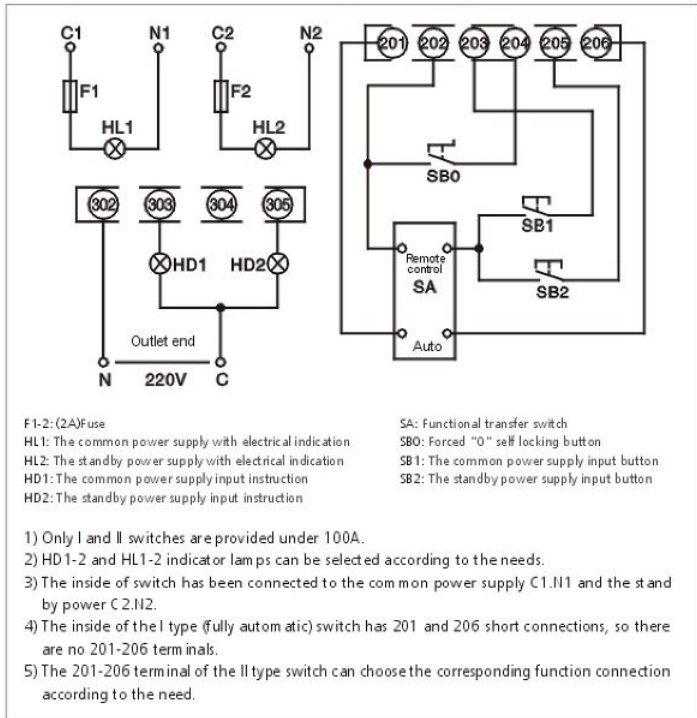 C1 N1 C2 N2 201 202 203 204 205 206
F1 F2
HL1 HL2
SB0
302 303 304 305
SB1
HD1 HD2
Remote
control
SA
SB2
Outlet end
Auto
N 220V C
F1-2:(2A)Fuse
HL1: The common power supply with electrical indication
HL2: The standby power supply with electrical indication
HD1: The common power supply input instruction
HD2: The standby power supply input instruction
SA: Functional transfer switch
SB0: Forced "0" self locking button
SB1: The common power supply input button
SB2: The standby power supply input button
1) Only I and II switches are provided under 100A.
2) HD1-2 and HL1-2 indicator lamps can be selected according to the needs.
3) The inside of switch has been connected to the common power supply C1.N1 and the stand
by power C2.N2.
4) The inside of the I type (fully automatic) switch has 201 and 206 short connections, so there
are no 201-206 terminals.
5) The 201-206 terminal of the II type switch can choose the corresponding function connection
according to the need.